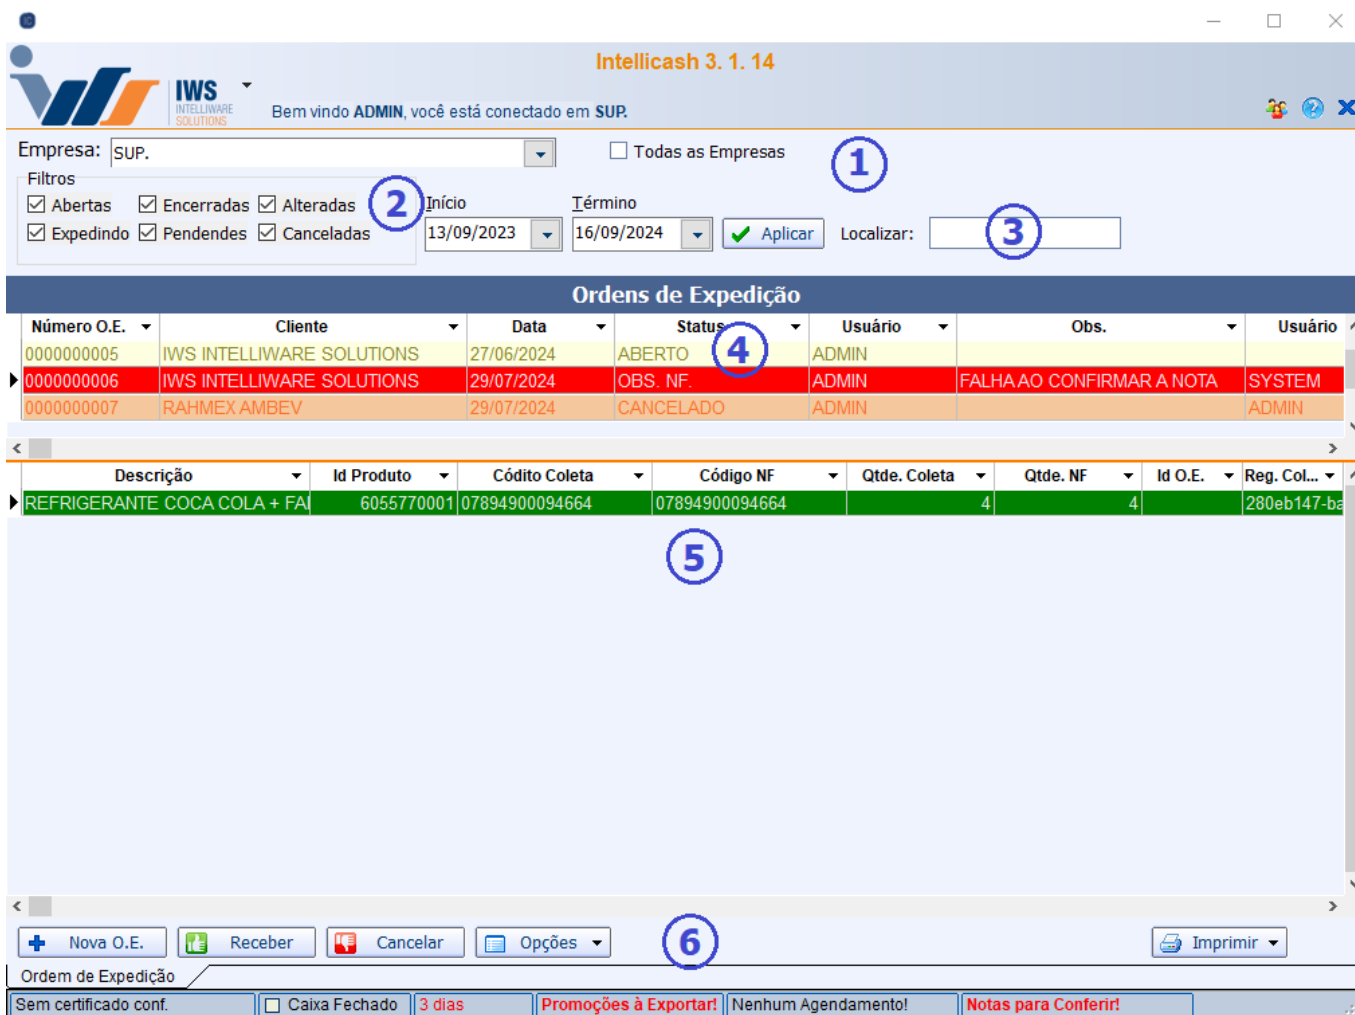 Intellicash 3. 1. 14
IWS
INTELLIWARE
SOLUTIONS
Bem vindo ADMIN, você está conectado em SUP.
Empresa: SUP. Todas as Empresas 1
Filtros
Abertas Encerradas Alteradas 2 Início Término
Expedindo Pendendes Canceladas 13/09/2023 16/09/2024 Aplicar Localizar: 3
Ordens de Expedição
Número O.E. Cliente Data Status Usuário Obs. Usuário
0000000005 IWS INTELLIWARE SOLUTIONS 27/06/2024 ABERTO 4 ADMIN
0000000006 IWS INTELLIWARE SOLUTIONS 29/07/2024 OBS. NF. ADMIN FALHA AO CONFIRMAR A NOTA SYSTEM
0000000007 RAHMEX AMBEV 29/07/2024 CANCELADO ADMIN ADMIN
Descrição Id Produto Códito Coleta Código NF Qtde. Coleta Qtde. NF Id O.E. Reg. Col...
REFRIGERANTE COCA COLA + FAI 6055770001 07894900094664 07894900094664 4 4 280eb147-ba
5
Nova O.E. Receber Cancelar Opções 6 Imprimir
Ordem de Expedição
Sem certificado conf. Caixa Fechado 3 dias Promoções à Exportar! Nenhum Agendamento! Notas para Conferir!